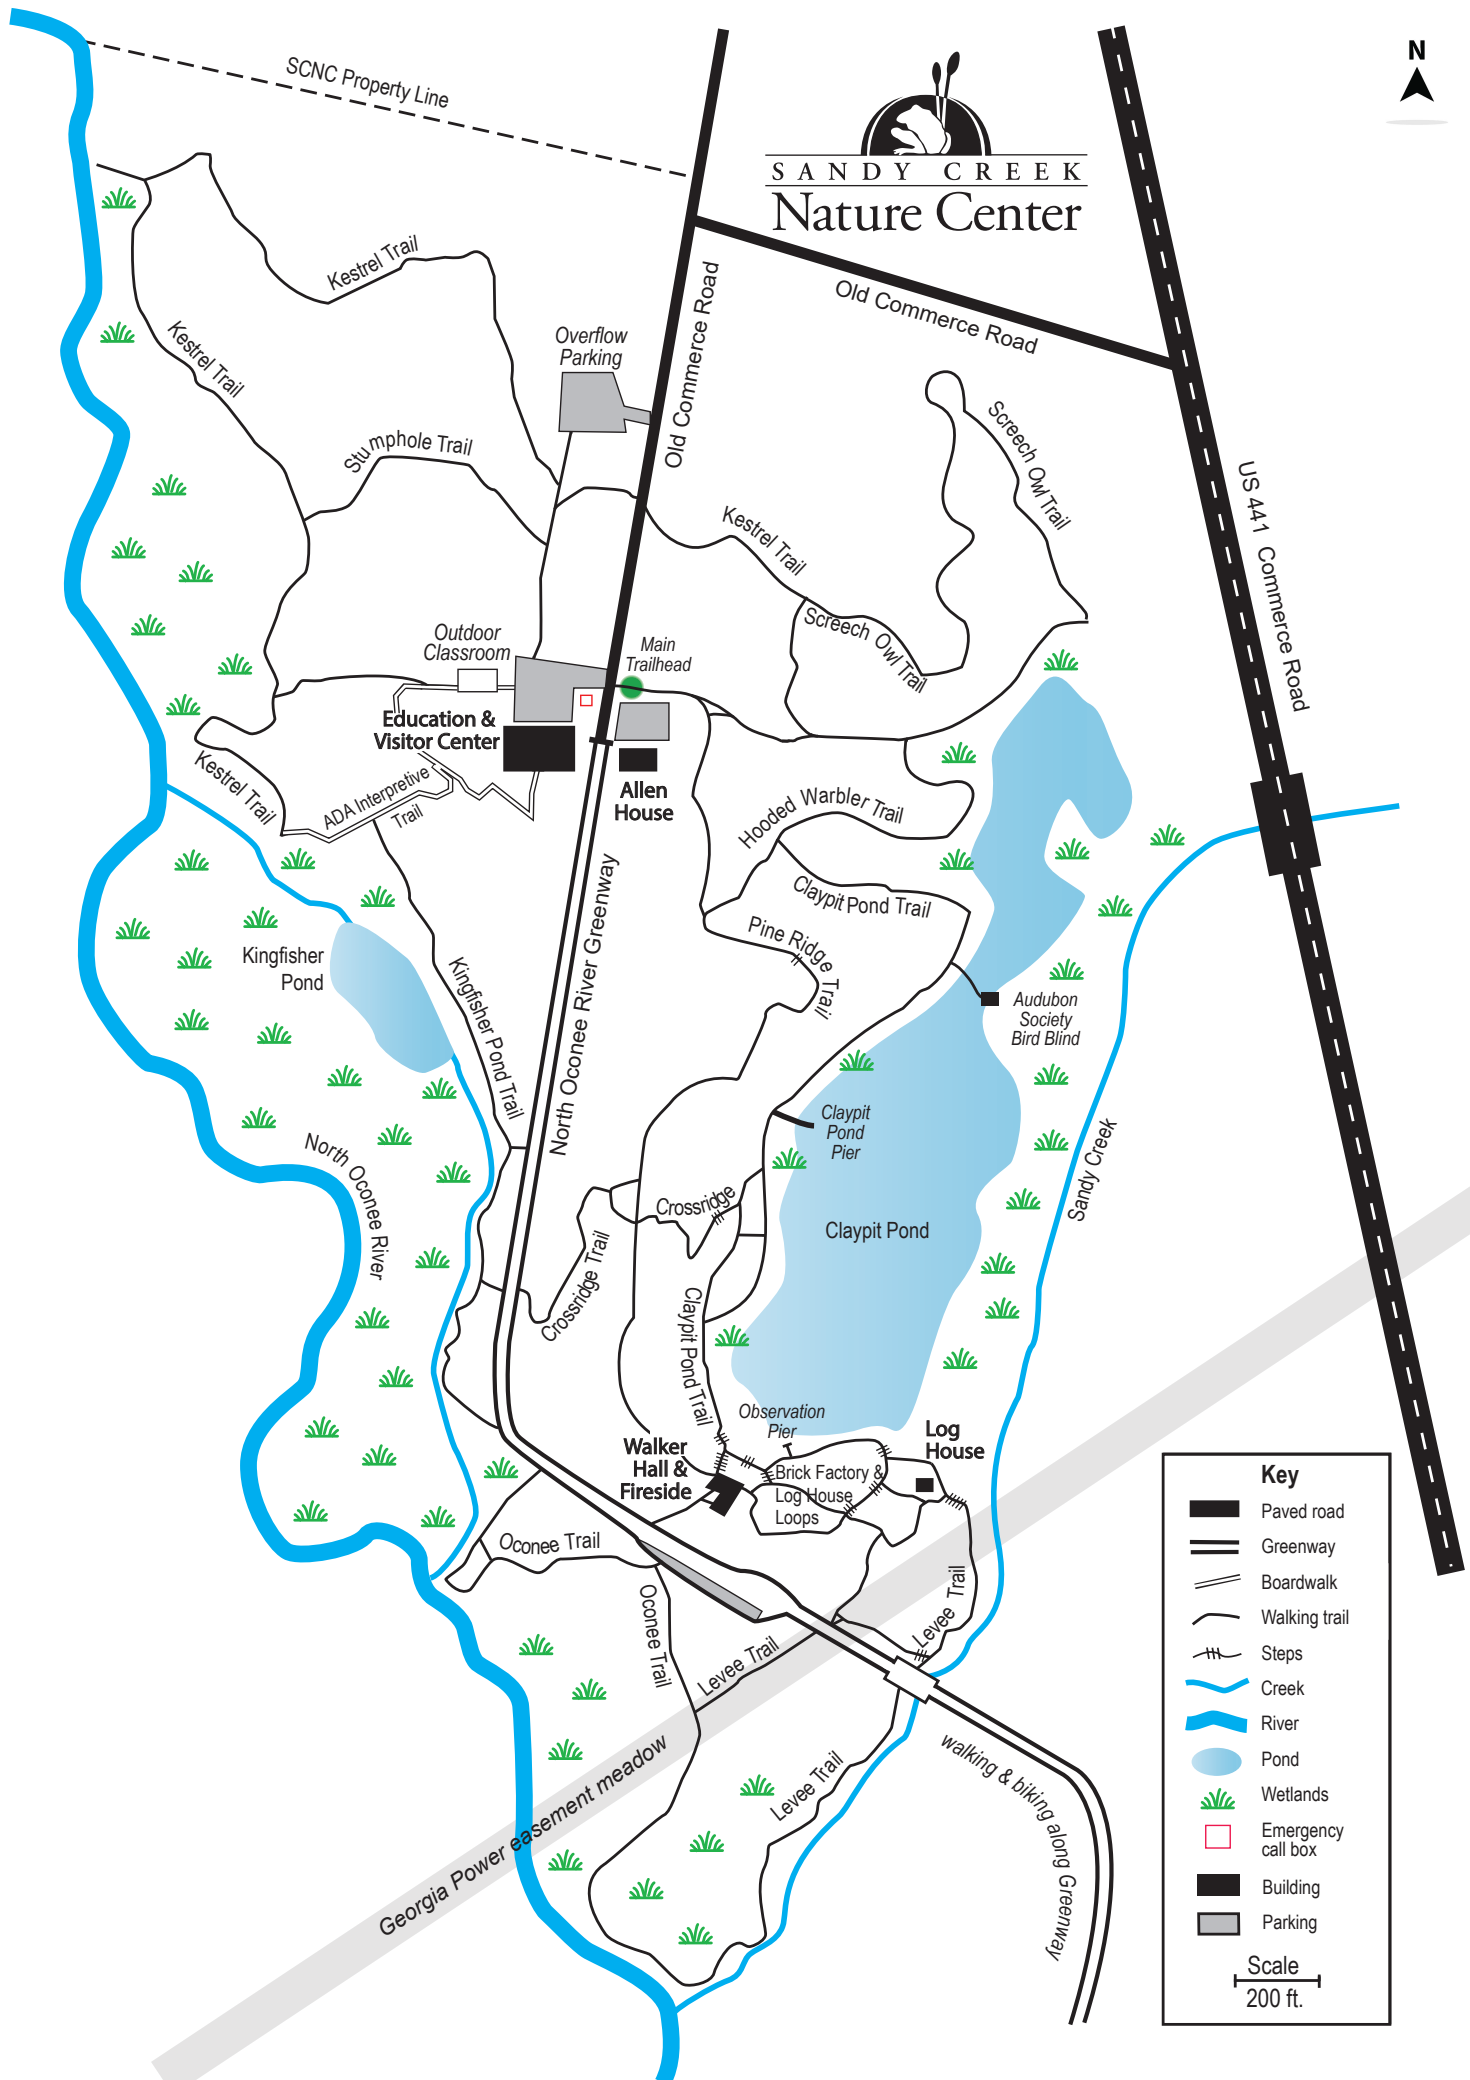 N
SCNC Property Line
SANDY CREEK
Nature Center
Kestrel Trail
Old Commerce Road
Old Commerce Road
Overflow
Parking
Kestrel Trail
Stumphole Trail
Screech Owl Trail
US 441 Commerce Road
Kestrel Trail
Outdoor
Classroom
Main
Trailhead
Screech Owl Trail
Education &
Visitor Center
Kestrel Trail
ADA Interpretive
Trail
Allen
House
Hooded Warbler Trail
Claypit Pond Trail
Pine Ridge Trail
North Oconee River Greenway
Kingfisher
Pond
Kingfisher Pond Trail
Audubon
Society
Bird Blind
Claypit
Pond
Pier
Sandy Creek
North Oconee River
Crossridge
Claypit Pond
Crossridge Trail
Claypit Pond Trail
Observation
Pier
Log
House
Walker
Hall &
Fireside
Brick Factory &
Log House
Loops
Oconee Trail
Oconee Trail
Levee Trail
Levee Trail
Levee Trail
walking & biking along Greenway
Georgia Power easement meadow
Key
Paved road
Greenway
Boardwalk
Walking trail
Steps
Creek
River
Pond
Wetlands
Emergency
call box
Building
Parking
Scale
200 ft.